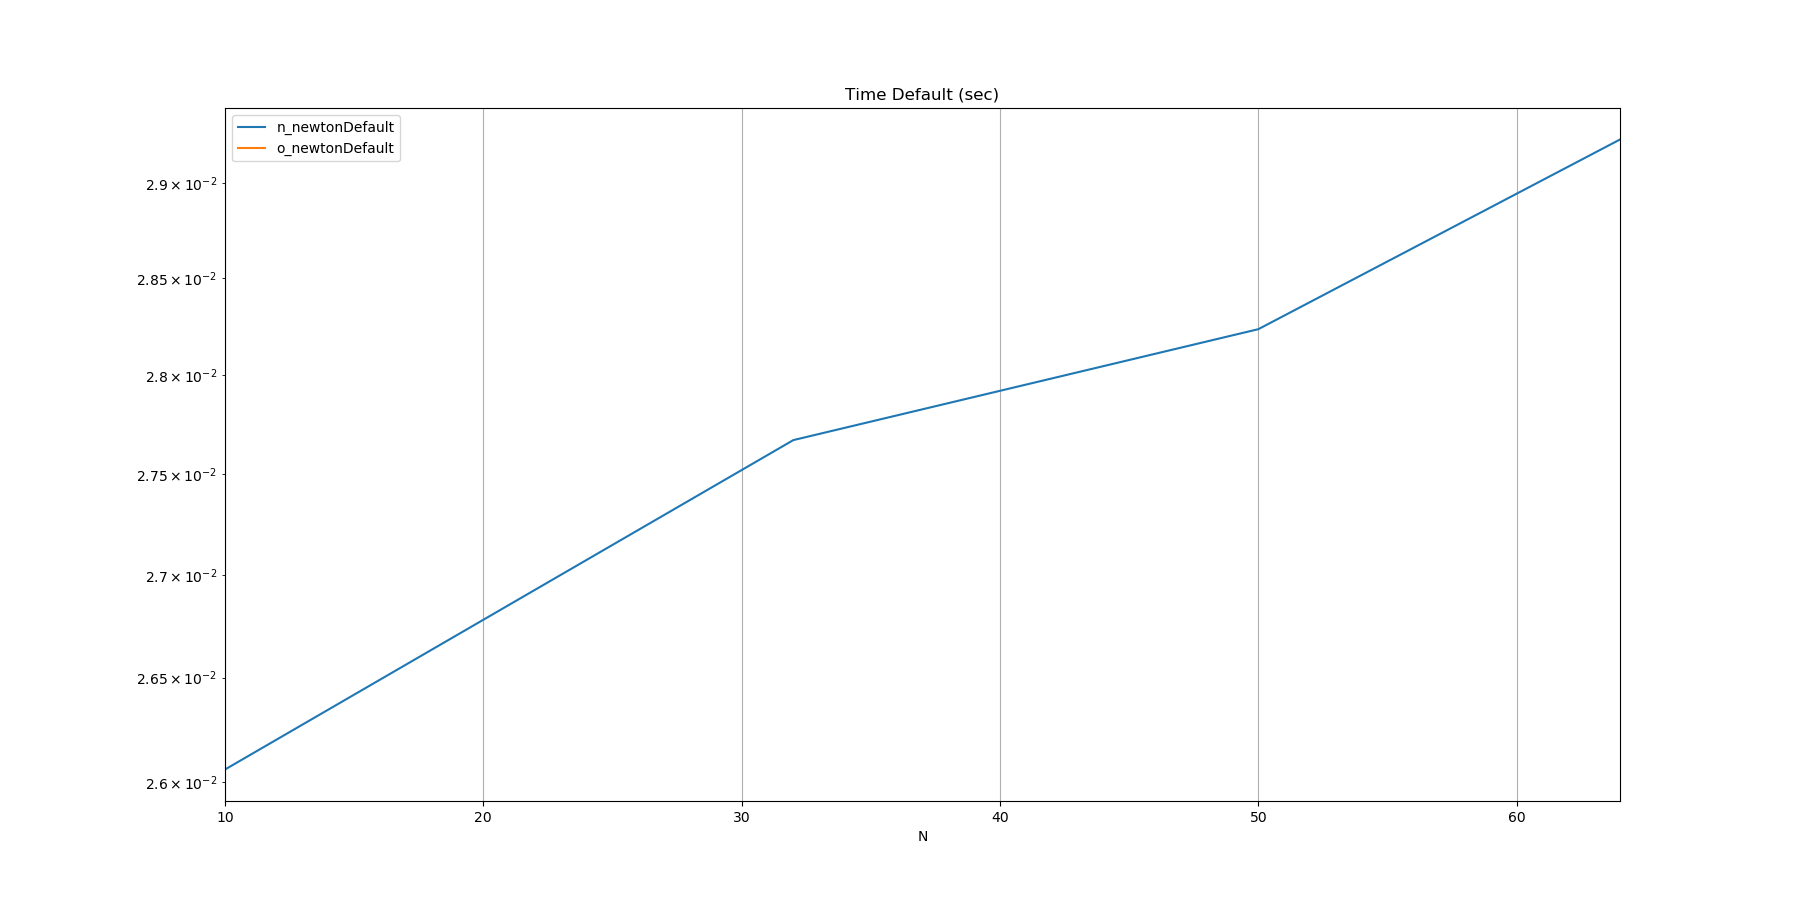 Time Default (sec)
n_newtonDefault
o_newtonDefault
2.9 × 10⁻²
2.85 × 10⁻²
2.8 × 10⁻²
2.75 × 10⁻²
2.7 × 10⁻²
2.65 × 10⁻²
2.6 × 10⁻²
10 20 30 40 50 60
N